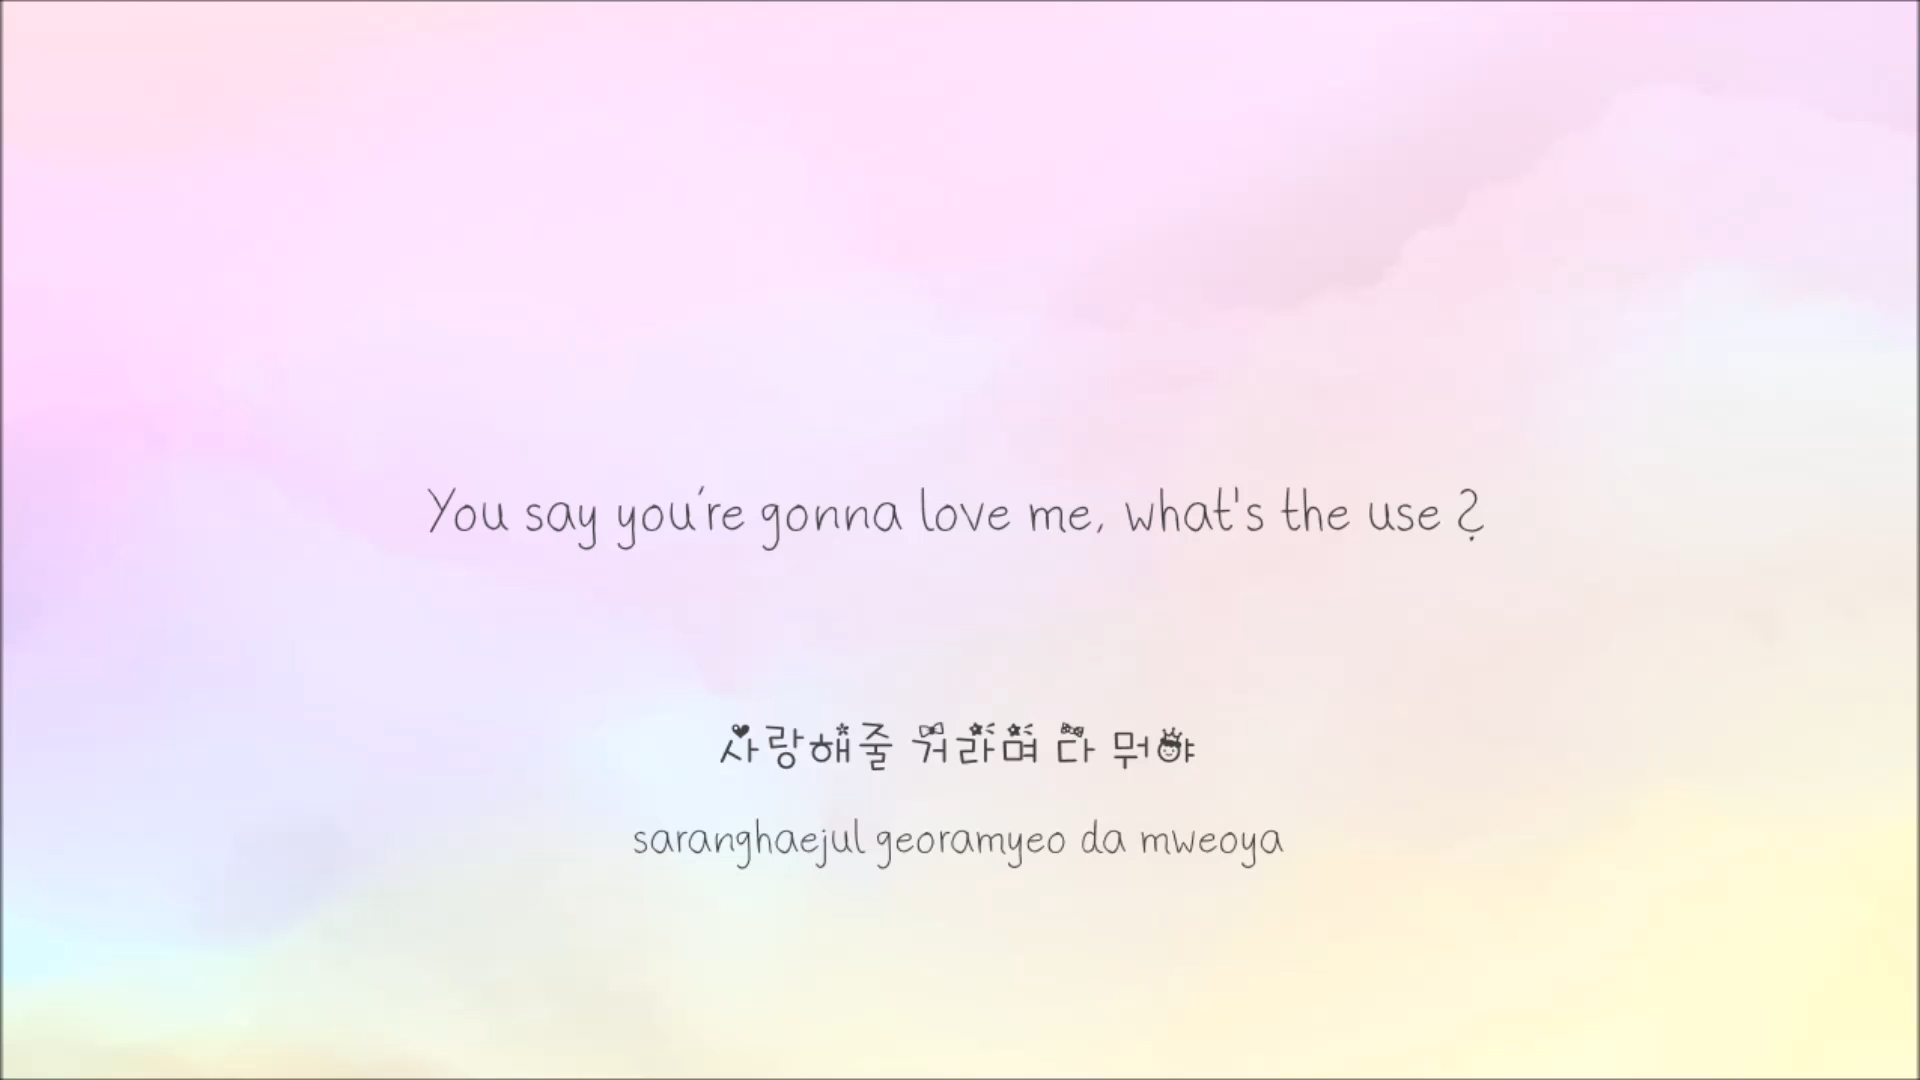 You say you're gonna love me, what's the use ?
사랑해줄 거라며 다 뭐야
saranghaejul georamyeo da mweoya